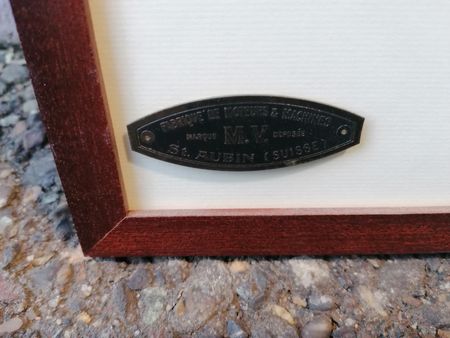 FABRIQUE DE MOTEURS & MACHINES
MARQUE M.V. DÉPOSÉE
St. AUBIN (SUISSE)